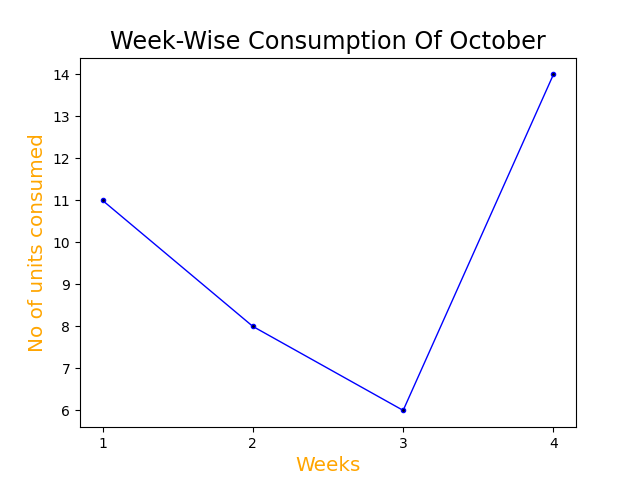 Week-Wise Consumption Of October
No of units consumed
14
13
12
11
10
9
8
7
6
1 2 3 4
Weeks